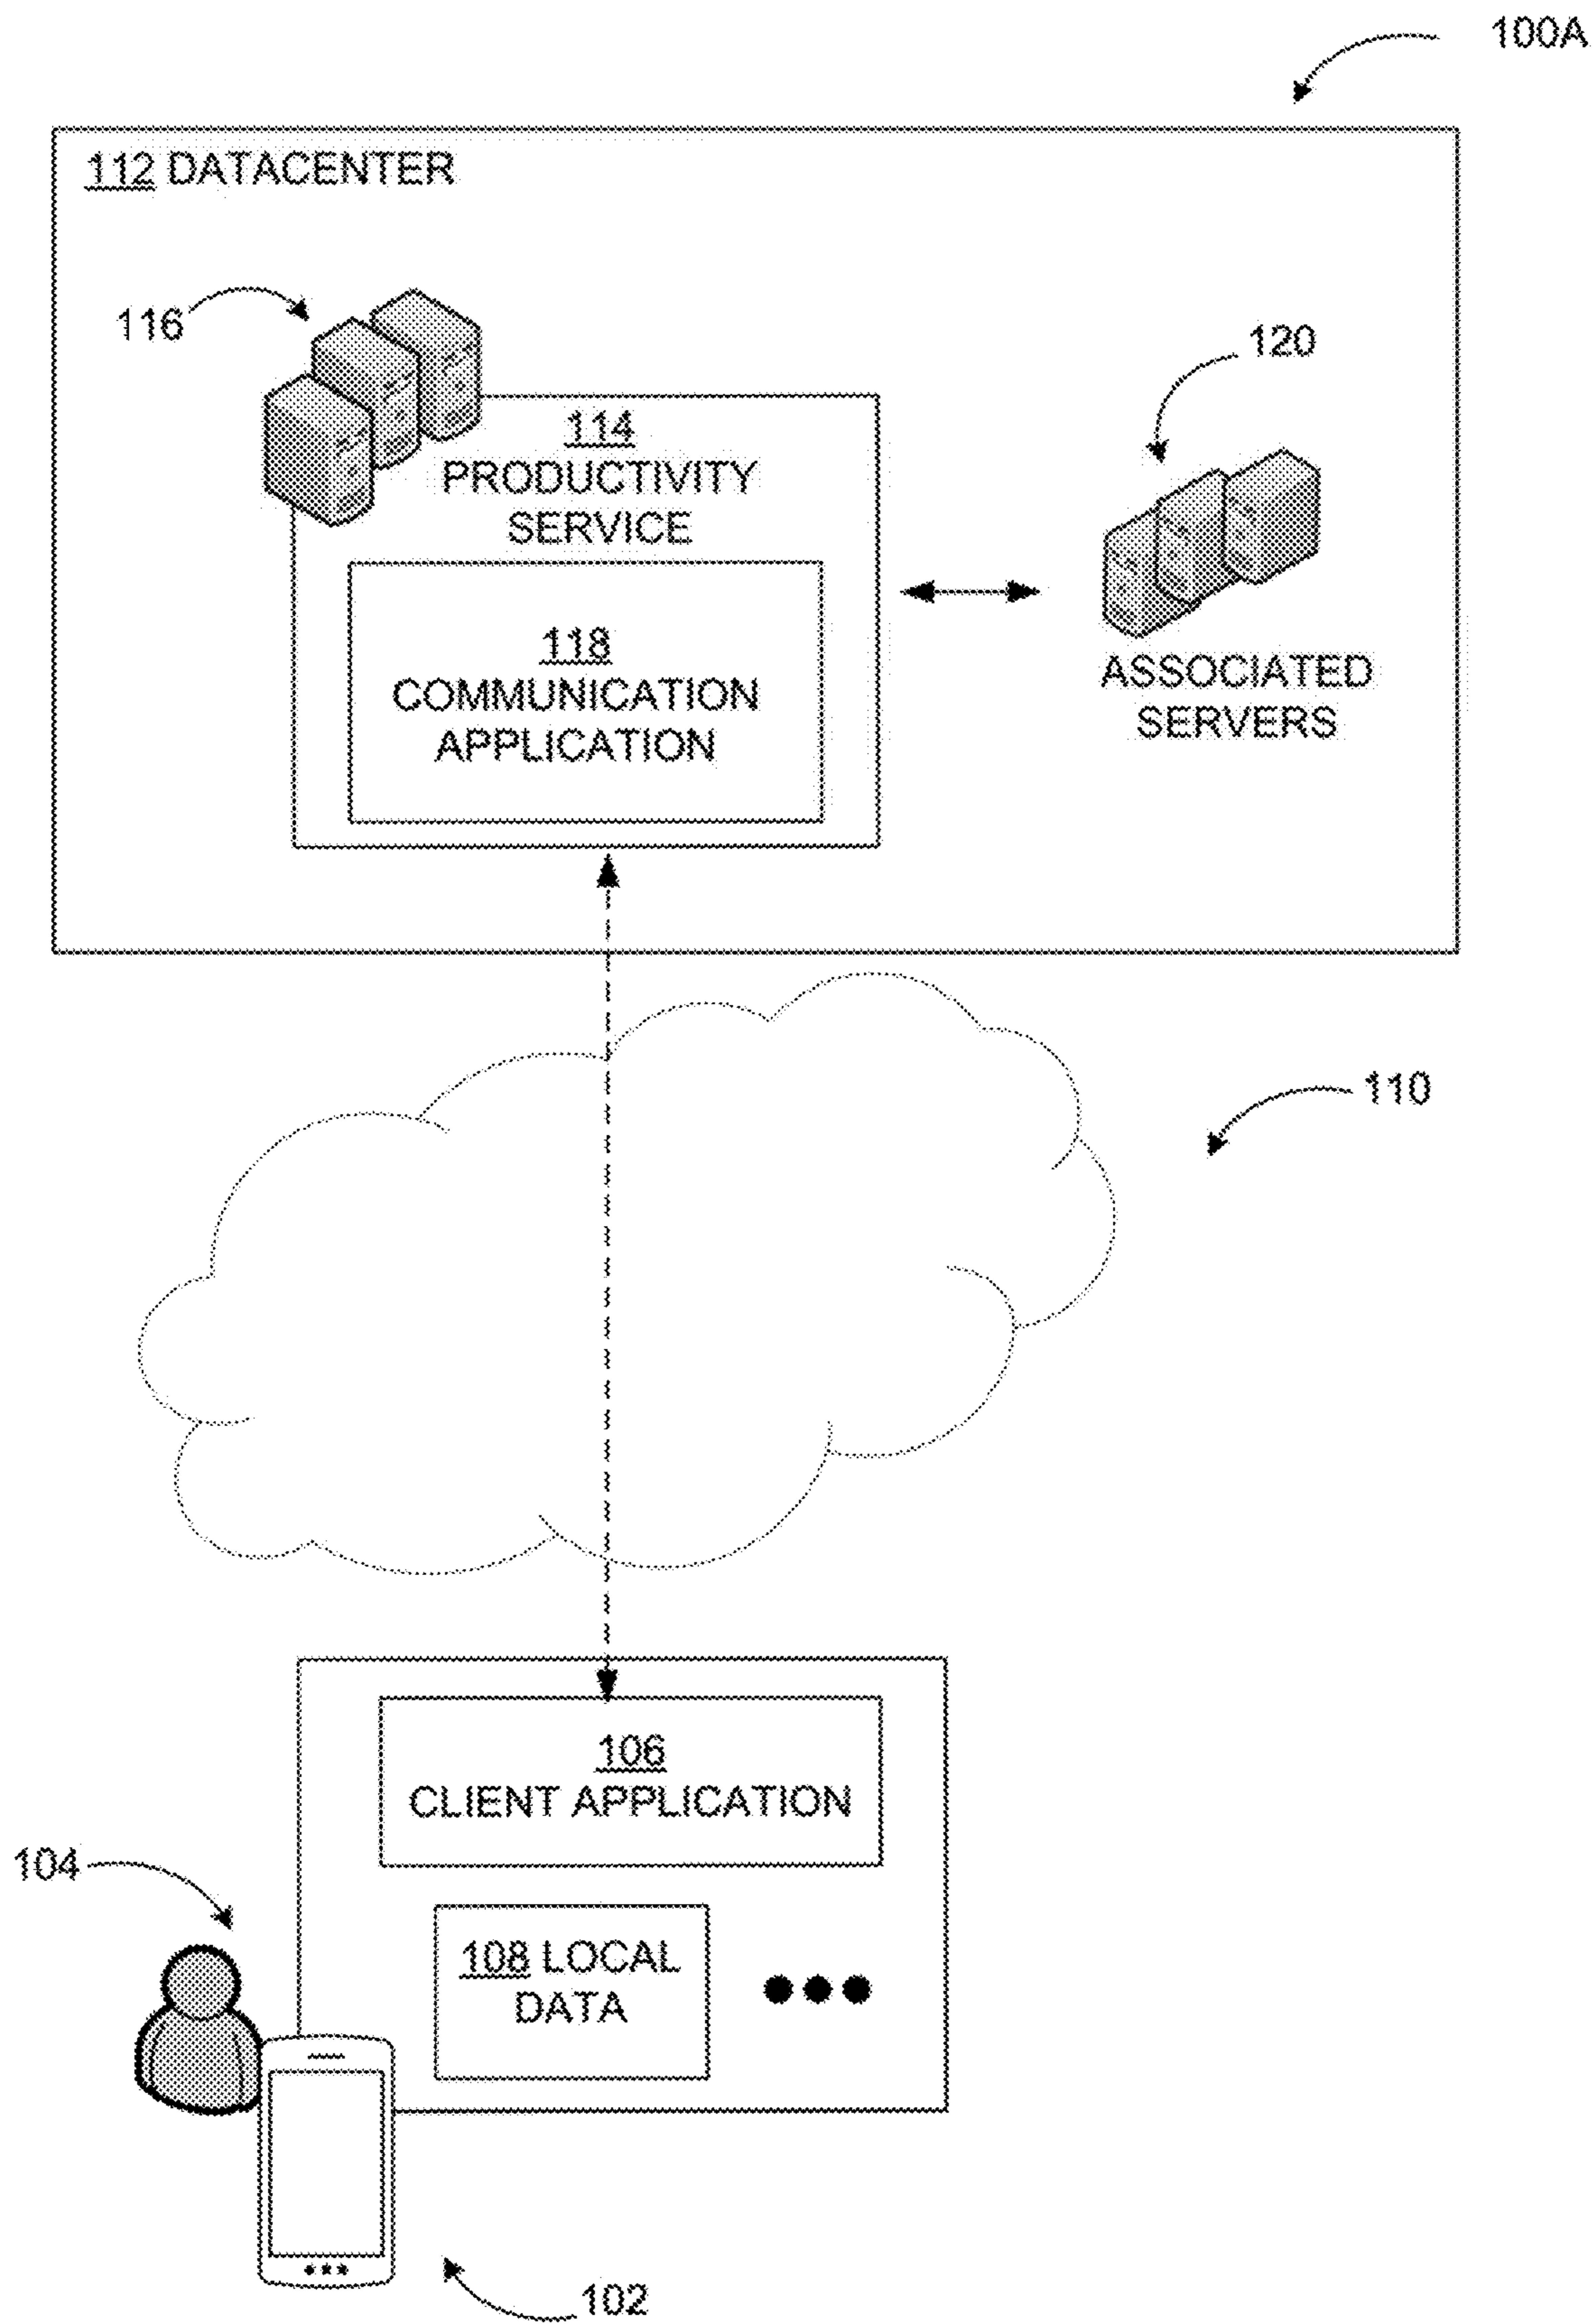 100A
112 DATACENTER
116
120
114
PRODUCTIVITY
SERVICE
118
COMMUNICATION
APPLICATION
ASSOCIATED
SERVERS
110
106
CLIENT APPLICATION
104
108 LOCAL
DATA
102